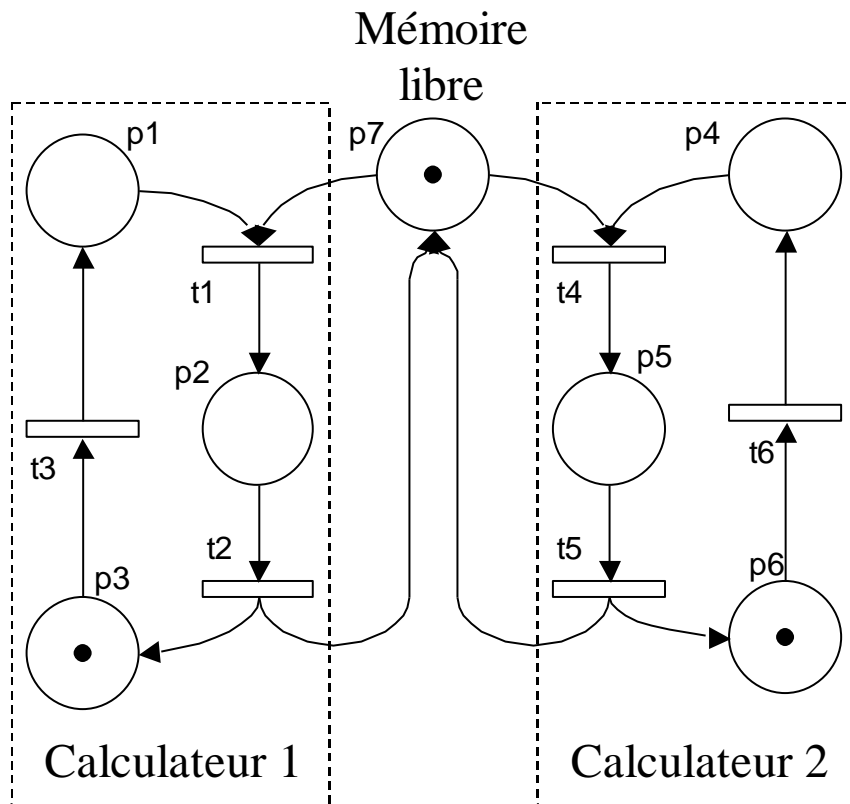 Mémoire
libre
p1
p7
p4
t1
t4
p2
p5
t3
t6
t2
t5
p3
p6
Calculateur 1
Calculateur 2